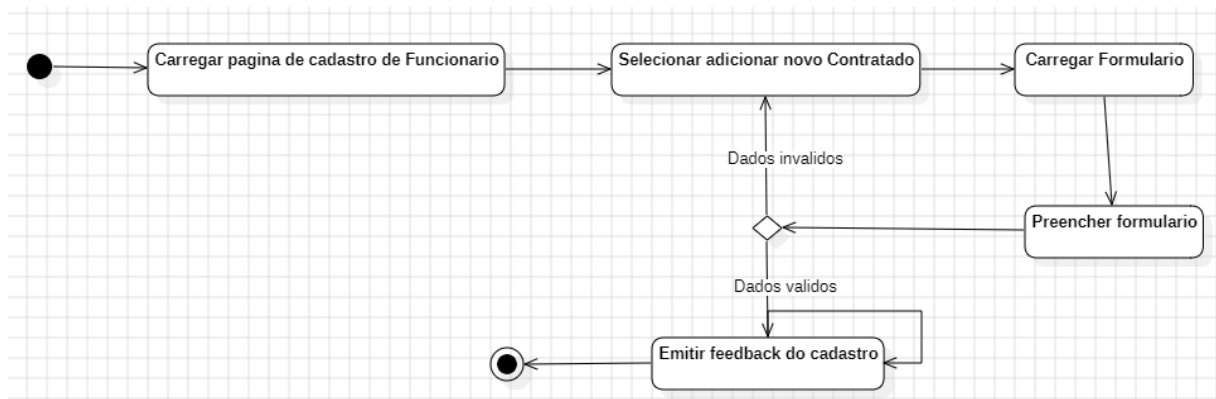 Carregar pagina de cadastro de Funcionario
Selecionar adicionar novo Contratado
Carregar Formulario
Dados invalidos
Preencher formulario
Dados validos
Emitir feedback do cadastro